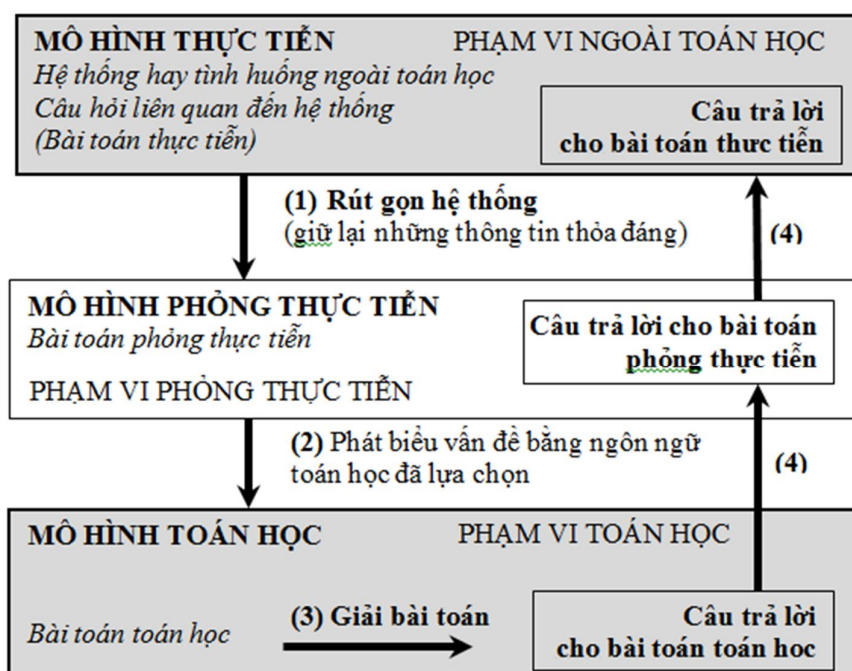 MÔ HÌNH THỰC TIỄN PHẠM VI NGOÀI TOÁN HỌC
Hệ thống hay tình huống ngoài toán học
Câu hỏi liên quan đến hệ thống
(Bài toán thực tiễn)
Câu trả lời
cho bài toán thưc tiễn
(1) Rút gọn hệ thống
(giữ lại những thông tin thỏa đáng)
(4)
MÔ HÌNH PHỎNG THỰC TIỄN
Bài toán phỏng thực tiễn
PHẠM VI PHỎNG THỰC TIỄN
Câu trả lời cho bài toán
phỏng thực tiễn
(2) Phát biểu vấn đề bằng ngôn ngữ
toán học đã lựa chọn
(4)
MÔ HÌNH TOÁN HỌC PHẠM VI TOÁN HỌC
Bài toán toán học
(3) Giải bài toán
Câu trả lời
cho bài toán toán hoc